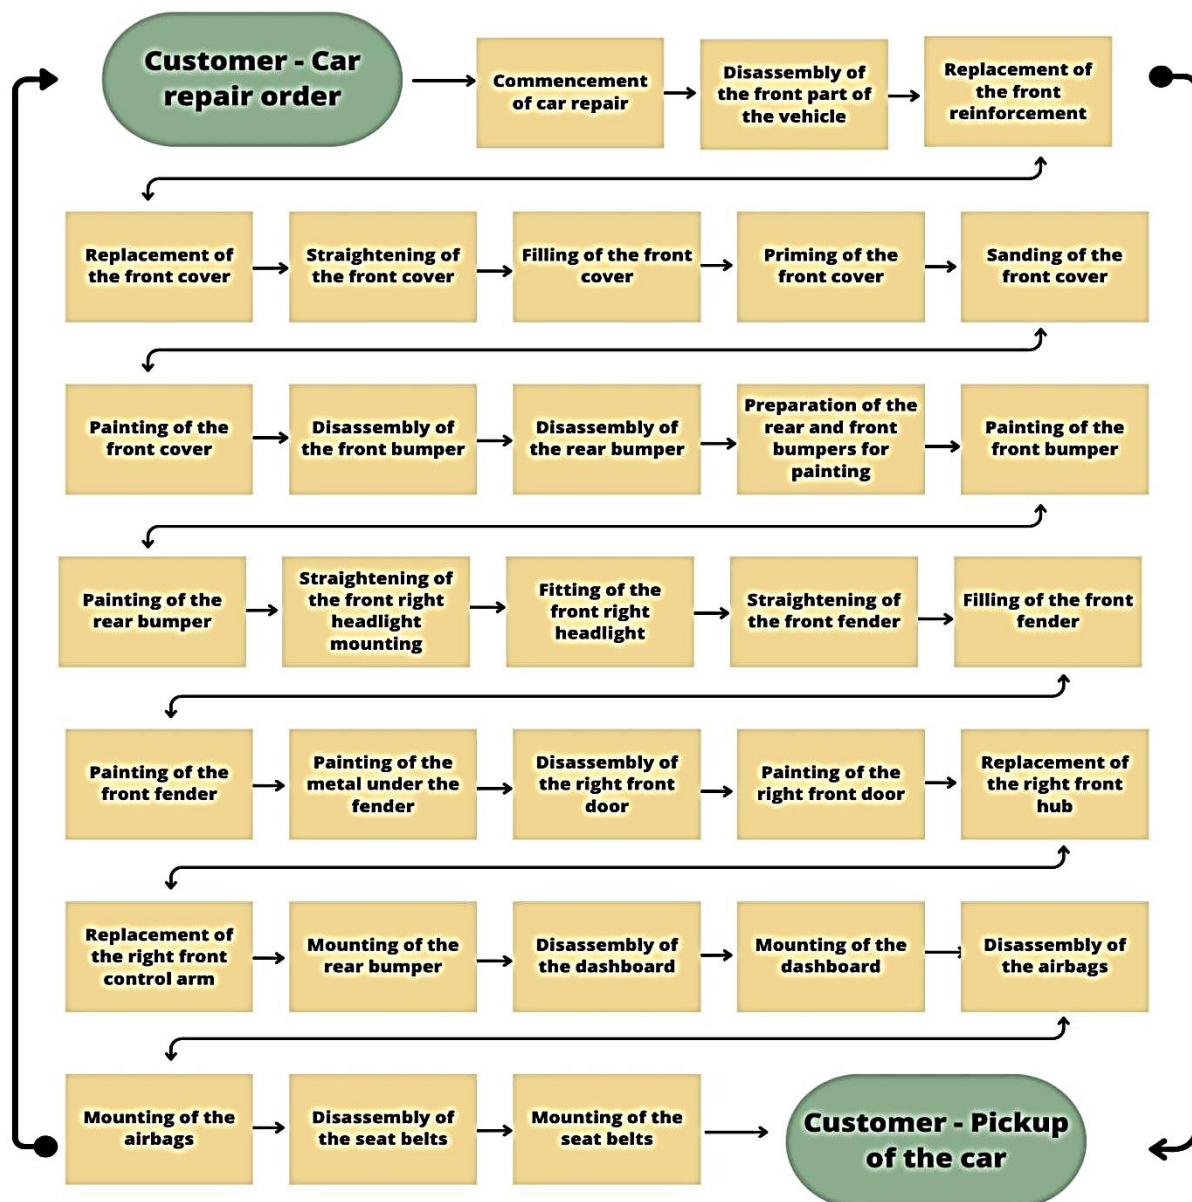 Customer - Car
repair order
Commencement
of car repair
Disassembly of
the front part of
the vehicle
Replacement of
the front
reinforcement
Replacement of
the front cover
Straightening of
the front cover
Filling of the front
cover
Priming of the
front cover
Sanding of the
front cover
Painting of the
front cover
Disassembly of
the front bumper
Disassembly of
the rear bumper
Preparation of the
rear and front
bumpers for
painting
Painting of the
front bumper
Painting of the
rear bumper
Straightening of
the front right
headlight
mounting
Fitting of the
front right
headlight
Straightening of
the front fender
Filling of the front
fender
Painting of the
front fender
Painting of the
metal under the
fender
Disassembly of
the right front
door
Painting of the
right front door
Replacement of
the right front
hub
Replacement of
the right front
control arm
Mounting of the
rear bumper
Disassembly of
the dashboard
Mounting of the
dashboard
Disassembly of
the airbags
Mounting of the
airbags
Disassembly of
the seat belts
Mounting of the
seat belts
Customer - Pickup
of the car